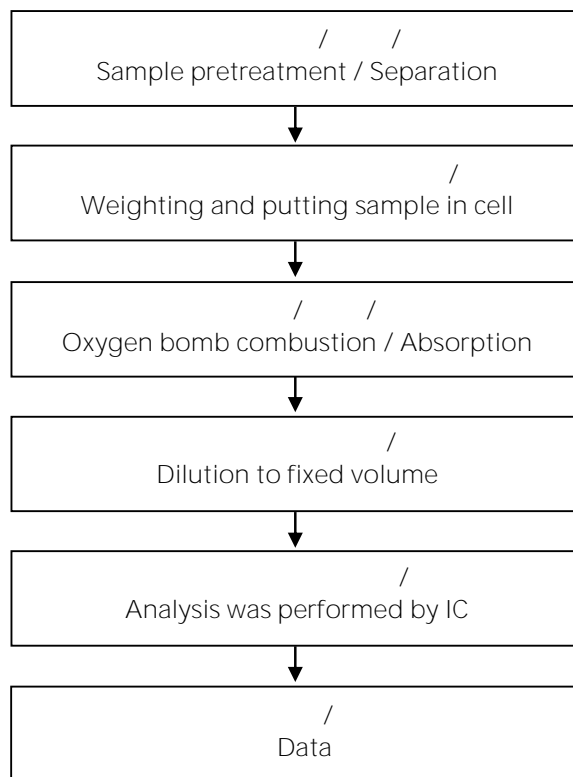 / /
Sample pretreatment / Separation
/
Weighting and putting sample in cell
/ /
Oxygen bomb combustion / Absorption
/
Dilution to fixed volume
/
Analysis was performed by IC
/
Data